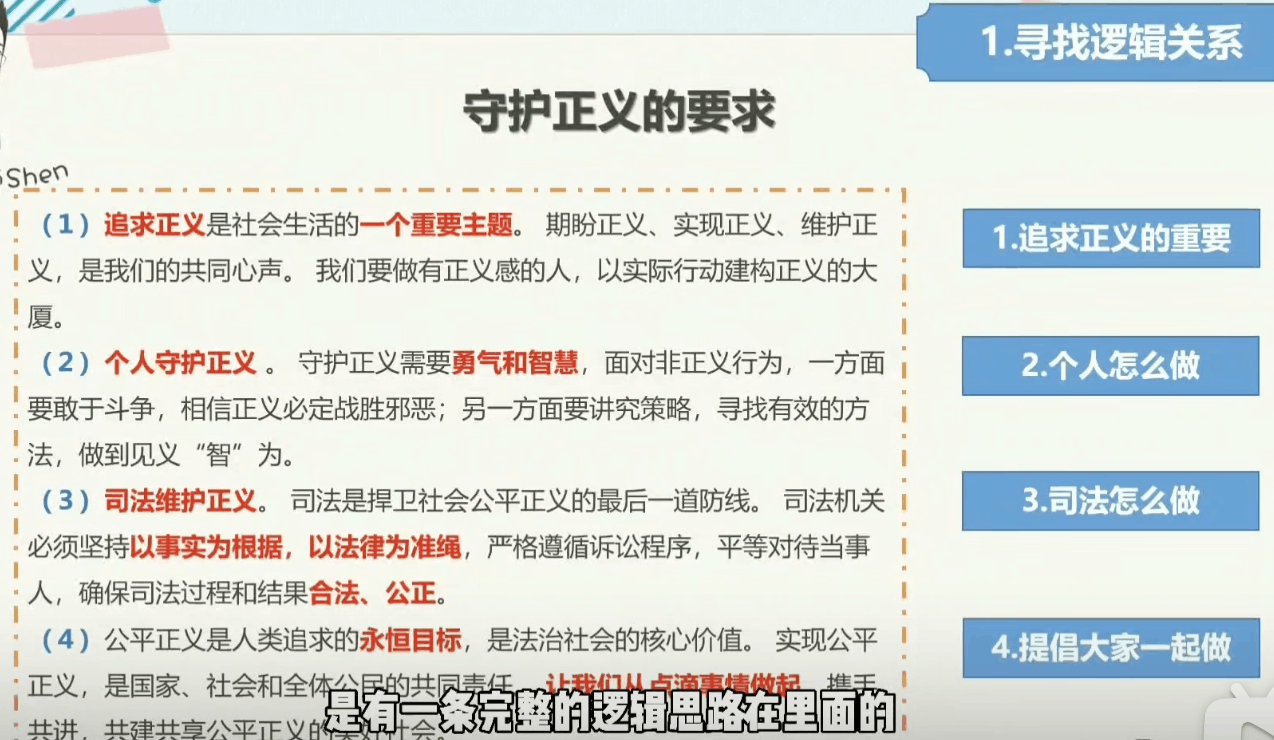 1.寻找逻辑关系
守护正义的要求
Shen
（1）追求正义是社会生活的一个重要主题。 期盼正义、实现正义、维护正
义，是我们的共同心声。 我们要做有正义感的人，以实际行动建构正义的大
厦。
（2）个人守护正义 。 守护正义需要勇气和智慧，面对非正义行为，一方面
要敢于斗争，相信正义必定战胜邪恶；另一方面要讲究策略，寻找有效的方
法，做到见义“智”为。
（3）司法维护正义。 司法是捍卫社会公平正义的最后一道防线。 司法机关
必须坚持以事实为根据，以法律为准绳，严格遵循诉讼程序，平等对待当事
人，确保司法过程和结果合法、公正。
（4）公平正义是人类追求的永恒目标，是法治社会的核心价值。 实现公平
正义，是国家、社会和全体公民的共同责任，让我们从点滴事情做起，携手
共进，共建共享公平正义的社会。
1.追求正义的重要
2.个人怎么做
3.司法怎么做
4.提倡大家一起做
是有一条完整的逻辑思路在里面的